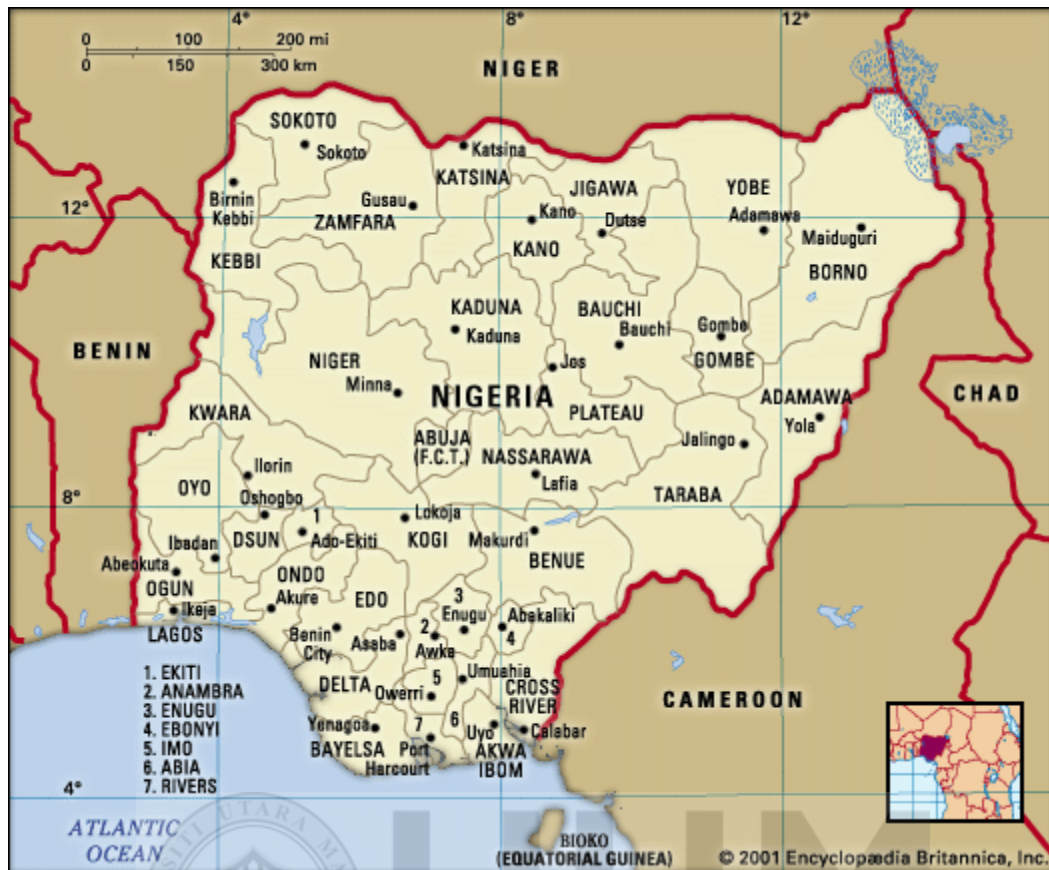 4°
8°
12°
0 100 200 mi
0 150 300 km
NIGER
SOKOTO
Sokoto
Katsina
KATSINA
JIGAWA
YOBE
Birnin
Kebbi
Gusau
ZAMFARA
12°
Kano
Dutse
Adamawa
Maiduguri
KANO
KEBBI
BORNO
KADUNA
Kaduna
BAUCHI
Bauchi
Gombe
GOMBE
BENIN
NIGER
Minna
Jos
NIGERIA
ADAMAWA
Yola
CHAD
KWARA
PLATEAU
ABUJA
(F.C.T.)
NASSARAWA
Lafia
Jalingo
Ilorin
OYO
TARABA
8°
Oshogbo
1
Lokoja
DSUN
Ado-Ekiti
KOGI
Makurdi
BENUE
Ibadan
Abeokuta
ONDO
OGUN
Akure
EDO
3
Enugu
Abakaliki
Ikeja
LAGOS
Benin
City
Asaba
2
Awka
4
Umuahia
1. EKITI
2. ANAMBRA
3. ENUGU
4. EBONYI
5. IMO
6. ABIA
7. RIVERS
DELTA
Owerri
5
CROSS
RIVER
CAMEROON
Yenagoa
BAYELSA
7
Port
Harcourt
6
Uyo
Calabar
AKWA
IBOM
4°
ATLANTIC
OCEAN
BIOKO
(EQUATORIAL GUINEA)
© 2001 Encyclopædia Britannica, Inc.